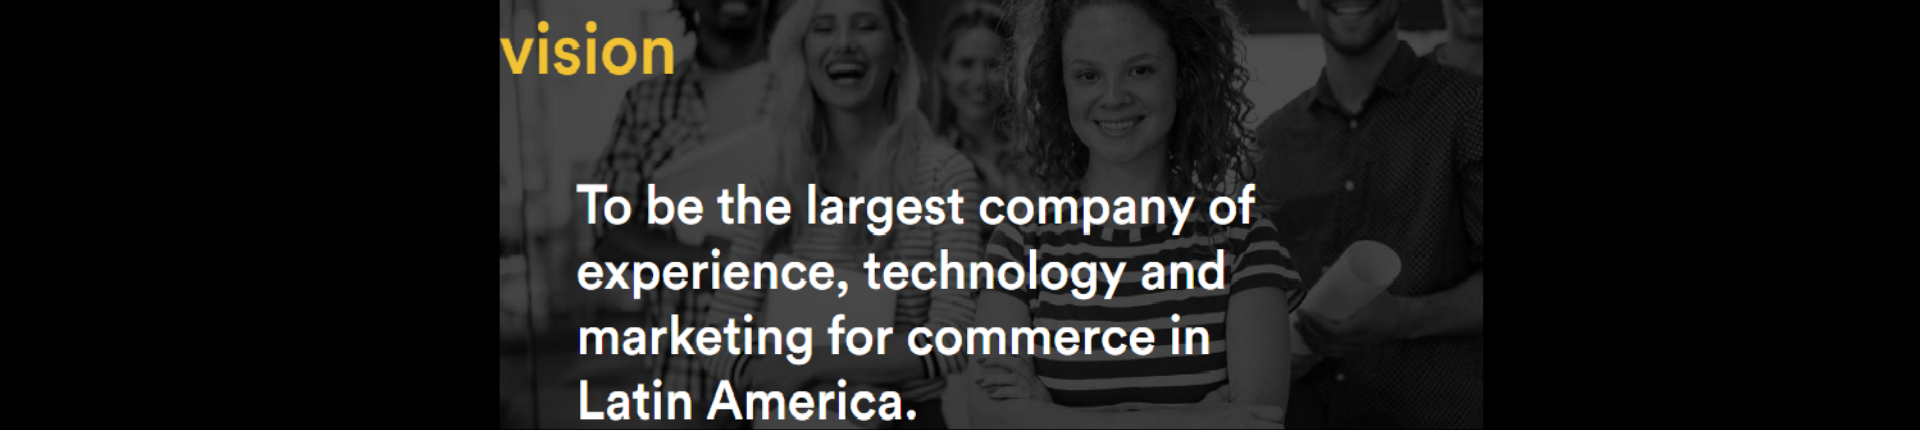 vision
To be the largest company of
experience, technology and
marketing for commerce in
Latin America.